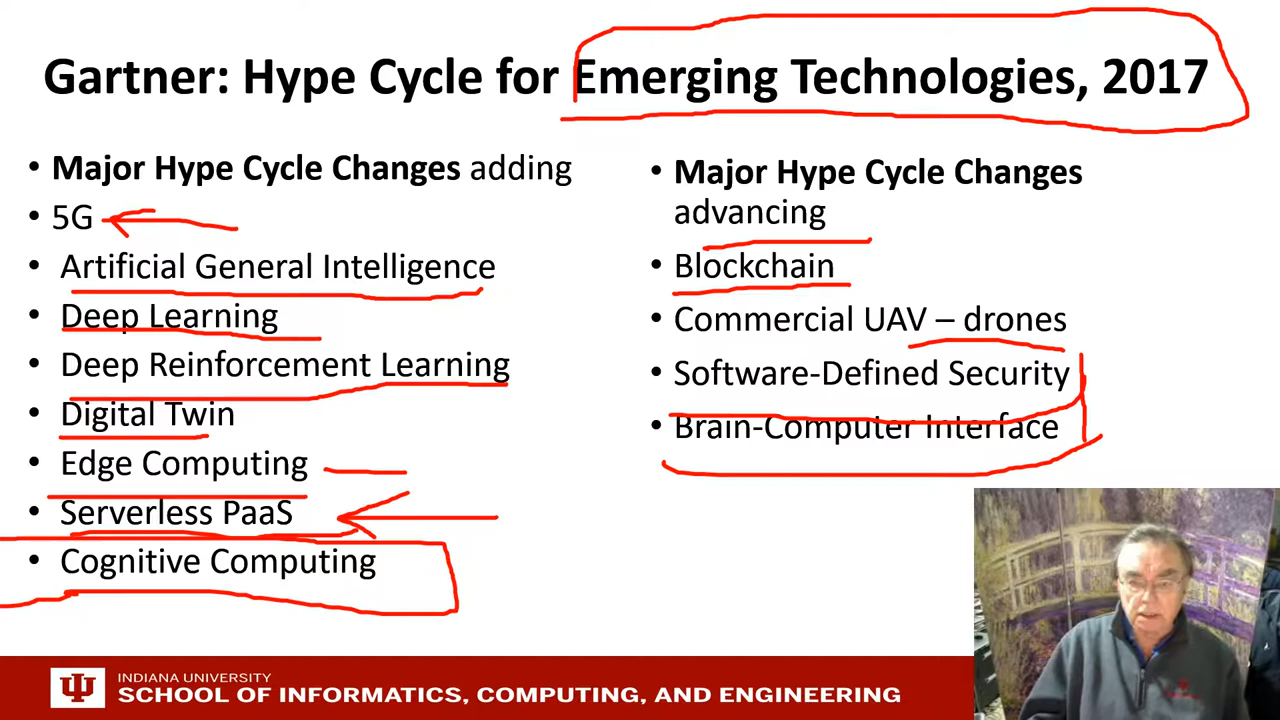 Gartner: Hype Cycle for Emerging Technologies, 2017
• Major Hype Cycle Changes adding
• 5G
• Artificial General Intelligence
• Deep Learning
• Deep Reinforcement Learning
• Digital Twin
• Edge Computing
• Serverless PaaS
• Cognitive Computing
• Major Hype Cycle Changes
advancing
• Blockchain
• Commercial UAV – drones
• Software-Defined Security
• Brain-Computer Interface
INDIANA UNIVERSITY
SCHOOL OF INFORMATICS, COMPUTING, AND ENGINEERING